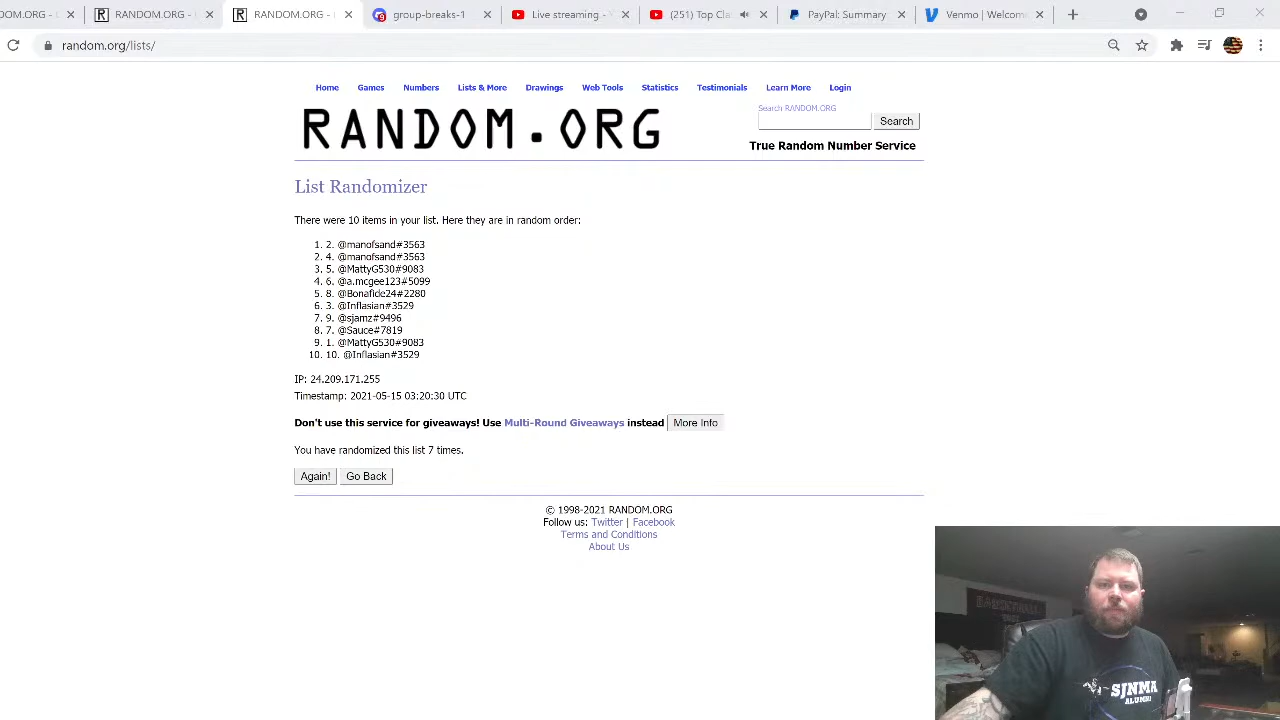 DM.ORG -
RANDOM.ORG -
RANDOM.ORG -
group-breaks-1
Live streaming -
(251) Top Cla
PayPal: Summary
Venmo | Welcom
random.org/lists/
Home Games Numbers Lists & More Drawings Web Tools Statistics Testimonials Learn More Login
RANDOM.ORG
Search RANDOM.ORG
Search
True Random Number Service
List Randomizer
There were 10 items in your list. Here they are in random order:
1. 2. @manofsand#3563
2. 4. @manofsand#3563
3. 5. @MattyG530#9083
4. 6. @a.mcgee123#5099
5. 8. @Bonafide24#2280
6. 3. @Inflasian#3529
7. 9. @sjamz#9496
8. 7. @Sauce#7819
9. 1. @MattyG530#9083
10. 10. @Inflasian#3529
IP: 24.209.171.255
Timestamp: 2021-05-15 03:20:30 UTC
Don't use this service for giveaways! Use Multi-Round Giveaways instead More Info
You have randomized this list 7 times.
Again! Go Back
© 1998-2021 RANDOM.ORG
Follow us: Twitter | Facebook
Terms and Conditions
About Us
SJNMA
ALUMNI